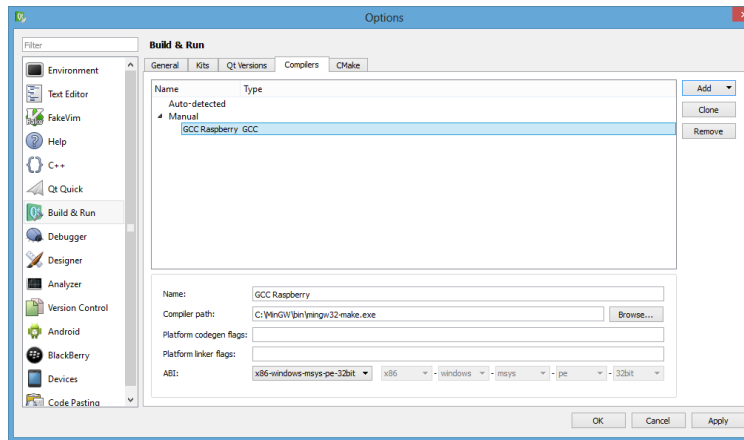 Options
Filter
Environment
Text Editor
FakeVim
Help
C++
Qt Quick
Build & Run
Debugger
Designer
Analyzer
Version Control
Android
BlackBerry
Devices
Code Pasting
Build & Run
General Kits Qt Versions Compilers CMake
Name Type
Auto-detected
Manual
GCC Raspberry GCC
Add
Clone
Remove
Name: GCC Raspberry
Compiler path: C:\MinGW\bin\mingw32-make.exe Browse...
Platform codegen flags:
Platform linker flags:
ABI: x86-windows-msys-pe-32bit x86 - windows - msys - pe - 32bit
OK Cancel Apply